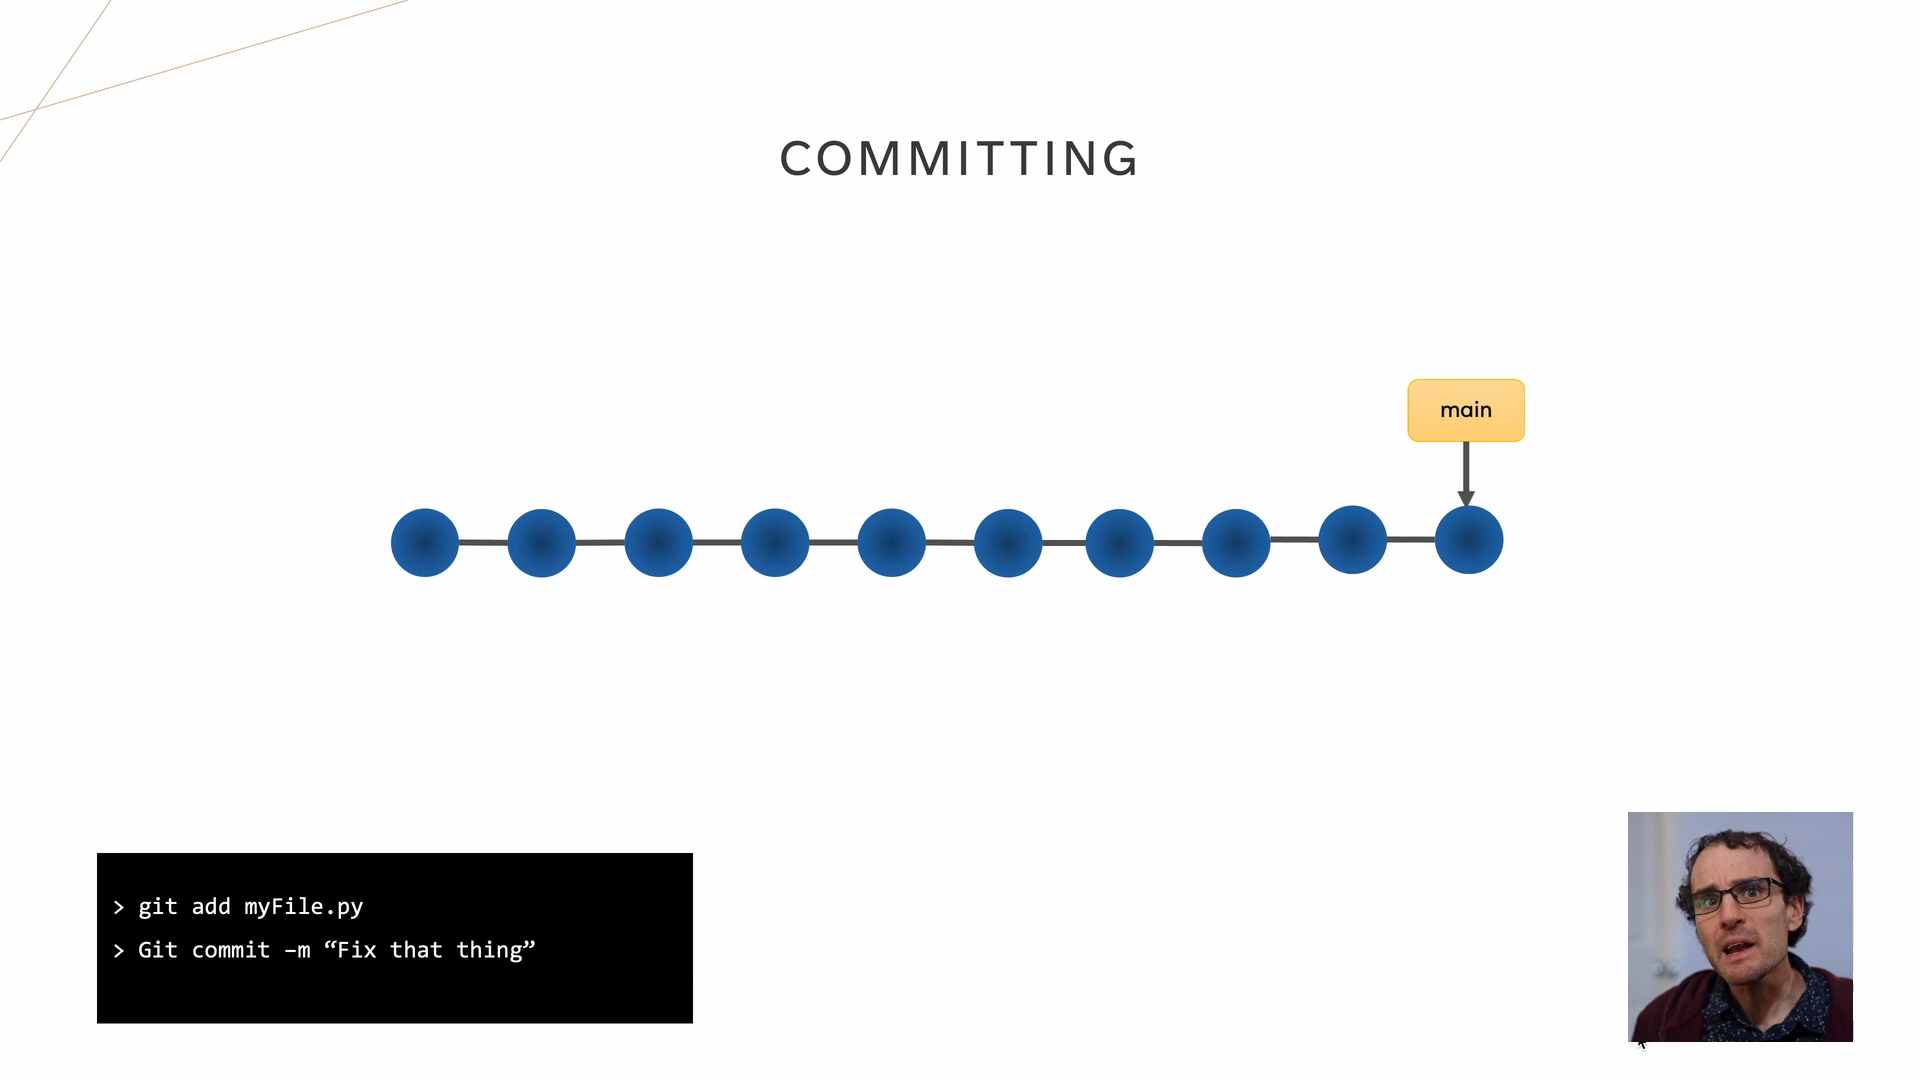 COMMITTING
main
> git add myFile.py
> Git commit –m “Fix that thing”